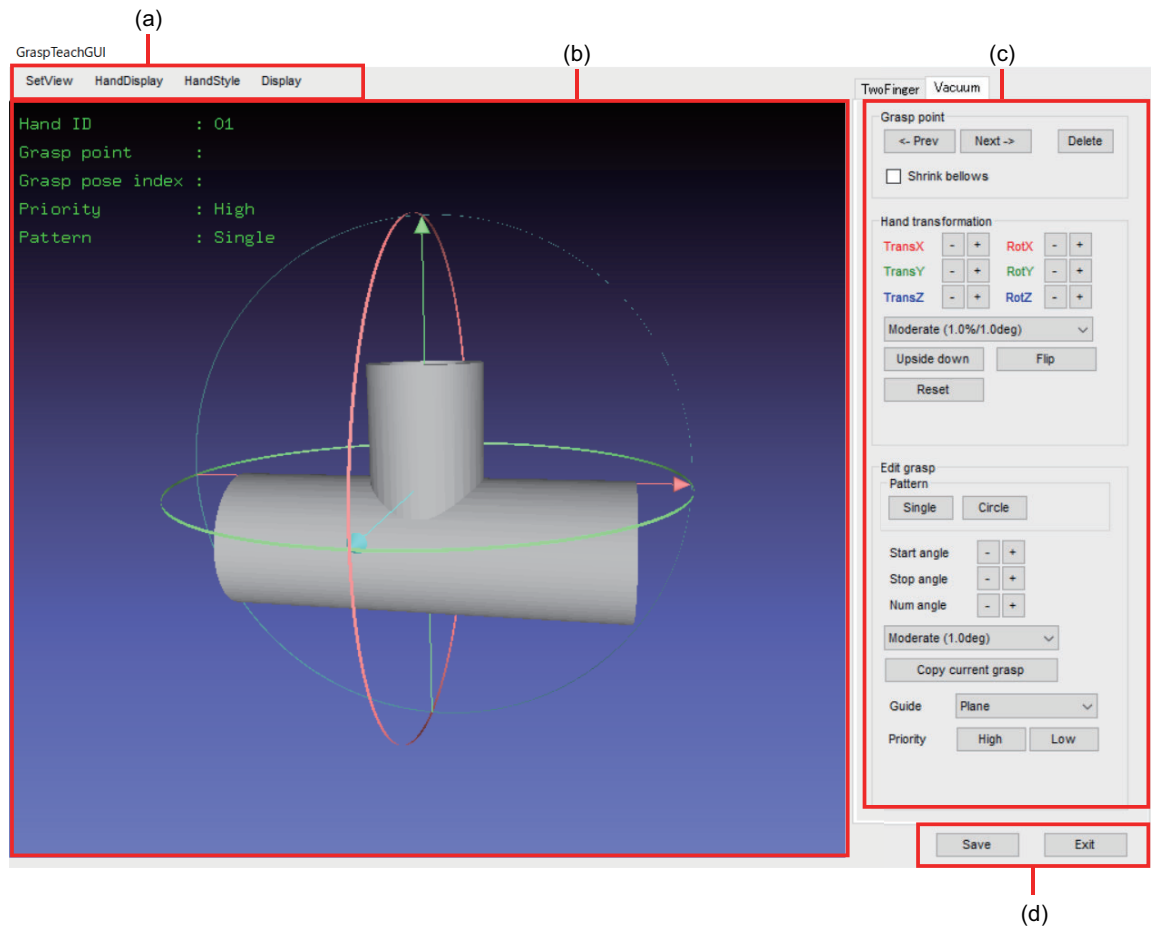 (a)
(b)
(c)
GraspTeachGUI
SetView HandDisplay HandStyle Display
TwoFinger Vacuum
Hand ID : 01
Grasp point :
Grasp pose index :
Priority : High
Pattern : Single
Grasp point
<- Prev Next -> Delete
Shrink bellows
Hand transformation
TransX - + RotX - +
TransY - + RotY - +
TransZ - + RotZ - +
Moderate (1.0%/1.0deg)
Upside down Flip
Reset
Edit grasp
Pattern
Single Circle
Start angle - +
Stop angle - +
Num angle - +
Moderate (1.0deg)
Copy current grasp
Guide Plane
Priority High Low
Save Exit
(d)